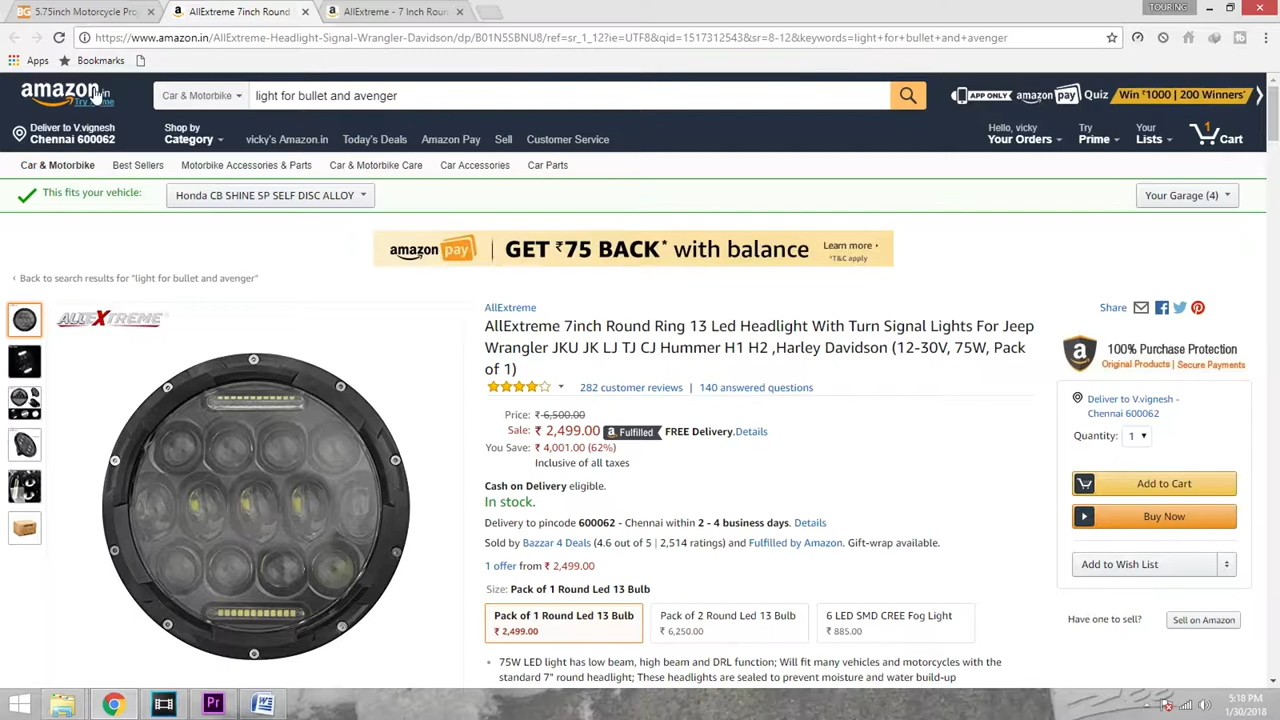 5.75inch Motorcycle Pro
AllExtreme 7inch Round
AllExtreme - 7 Inch Roun
TOURING
https://www.amazon.in/AllExtreme-Headlight-Signal-Wrangler-Davidson/dp/B01N5SBNU8/ref=sr_1_12?ie=UTF8&qid=1517312543&sr=8-12&keywords=light+for+bullet+and+avenger
Apps
Bookmarks
amazon.in
Try Prime
Car & Motorbike
light for bullet and avenger
APP ONLY amazon pay Quiz Win ₹1000 | 200 Winners*
Deliver to V.vignesh
Chennai 600062
Shop by
Category
vicky's Amazon.in
Today's Deals
Amazon Pay
Sell
Customer Service
Hello, vicky
Your Orders
Try
Prime
Your
Lists
1
Cart
Car & Motorbike
Best Sellers
Motorbike Accessories & Parts
Car & Motorbike Care
Car Accessories
Car Parts
This fits your vehicle:
Honda CB SHINE SP SELF DISC ALLOY
Your Garage (4)
amazon pay
GET ₹75 BACK* with balance
Learn more ›
*T&C apply
‹ Back to search results for "light for bullet and avenger"
ALLEXTREME
AllExtreme
Share
AllExtreme 7inch Round Ring 13 Led Headlight With Turn Signal Lights For Jeep
Wrangler JKU JK LJ TJ CJ Hummer H1 H2 ,Harley Davidson (12-30V, 75W, Pack
of 1)
282 customer reviews | 140 answered questions
Price: ₹ 6,500.00
Sale: ₹ 2,499.00 a Fulfilled FREE Delivery.Details
You Save: ₹ 4,001.00 (62%)
Inclusive of all taxes
Cash on Delivery eligible.
In stock.
Delivery to pincode 600062 - Chennai within 2 - 4 business days. Details
Sold by Bazzar 4 Deals (4.6 out of 5 | 2,514 ratings) and Fulfilled by Amazon. Gift-wrap available.
1 offer from ₹ 2,499.00
Size: Pack of 1 Round Led 13 Bulb
Pack of 1 Round Led 13 Bulb
₹ 2,499.00
Pack of 2 Round Led 13 Bulb
₹ 6,250.00
6 LED SMD CREE Fog Light
₹ 885.00
• 75W LED light has low beam, high beam and DRL function; Will fit many vehicles and motorcycles with the
standard 7" round headlight; These headlights are sealed to prevent moisture and water build-up
100% Purchase Protection
Original Products | Secure Payments
Deliver to V.vignesh -
Chennai 600062
Quantity: 1
Add to Cart
Buy Now
Add to Wish List
Have one to sell?
Sell on Amazon
5:18 PM
1/30/2018